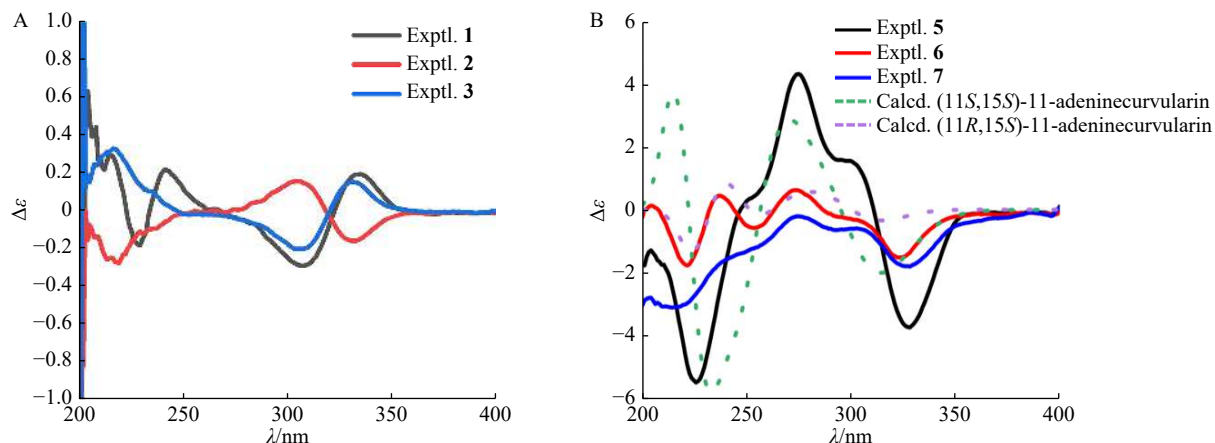 A
1.0
0.8
0.6
0.4
0.2
0
−0.2
−0.4
−0.6
−0.8
−1.0
Δε
200 250 300 350 400
λ/nm
Exptl. 1
Exptl. 2
Exptl. 3
B
6
4
2
0
−2
−4
−6
Δε
200 250 300 350 400
λ/nm
Exptl. 5
Exptl. 6
Exptl. 7
Calcd. (11S,15S)-11-adeninecurvularin
Calcd. (11R,15S)-11-adeninecurvularin